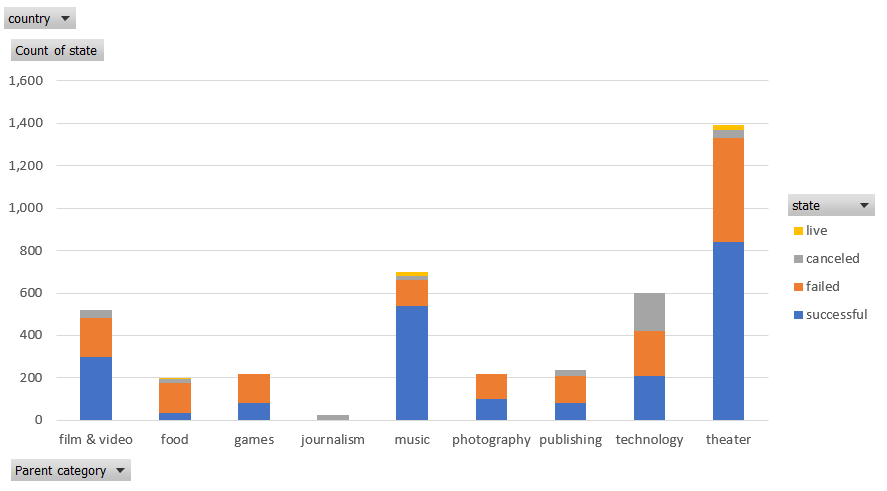 country
Count of state
1,600
1,400
1,200
1,000
800
600
400
200
0
film & video food games journalism music photography publishing technology theater
state
live
canceled
failed
successful
Parent category